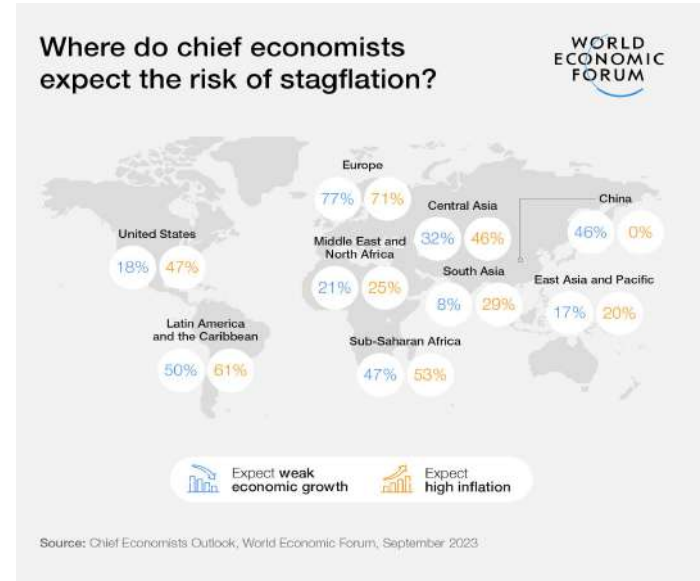 Where do chief economists
expect the risk of stagflation?
WORLD
ECONOMIC
FORUM
Europe
77% 71%
Central Asia
32% 46%
China
46% 0%
United States
18% 47%
Middle East and
North Africa
21% 25%
South Asia
8% 29%
East Asia and Pacific
17% 20%
Latin America
and the Caribbean
50% 61%
Sub-Saharan Africa
47% 53%
Expect weak
economic growth
Expect
high inflation
Source: Chief Economists Outlook, World Economic Forum, September 2023